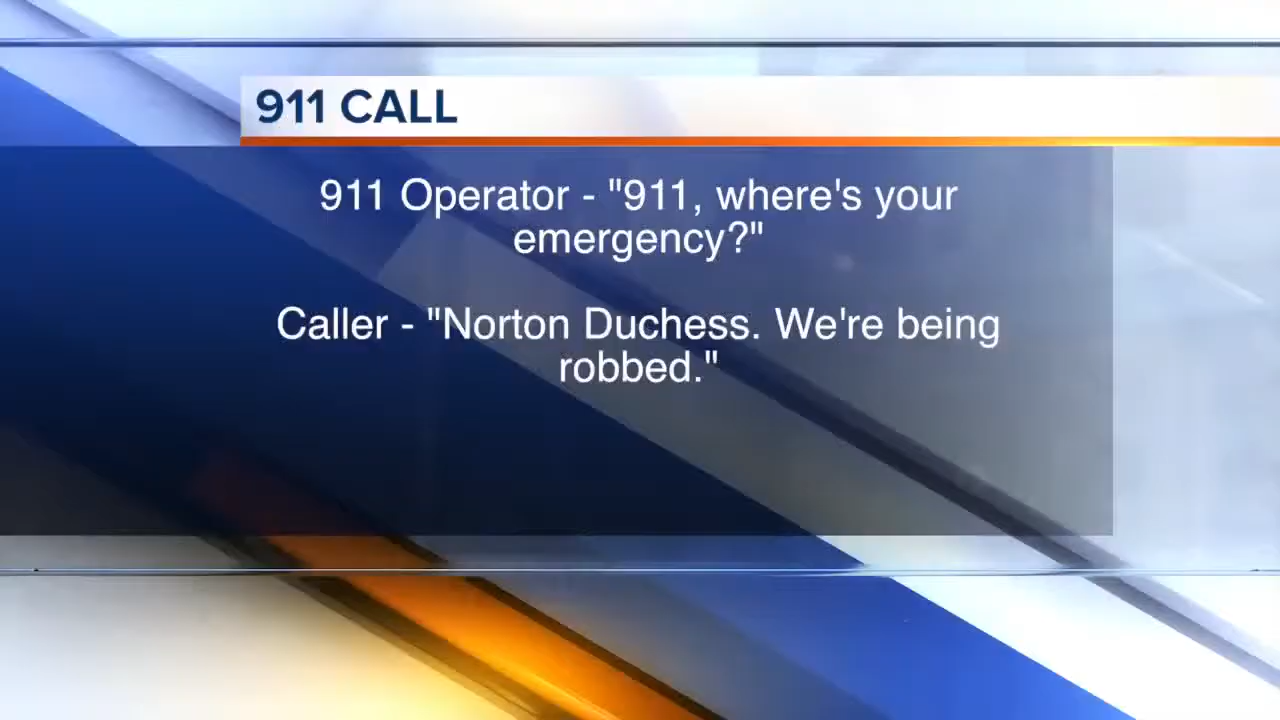 911 CALL
911 Operator - "911, where's your
emergency?"
Caller - "Norton Duchess. We're being
robbed."